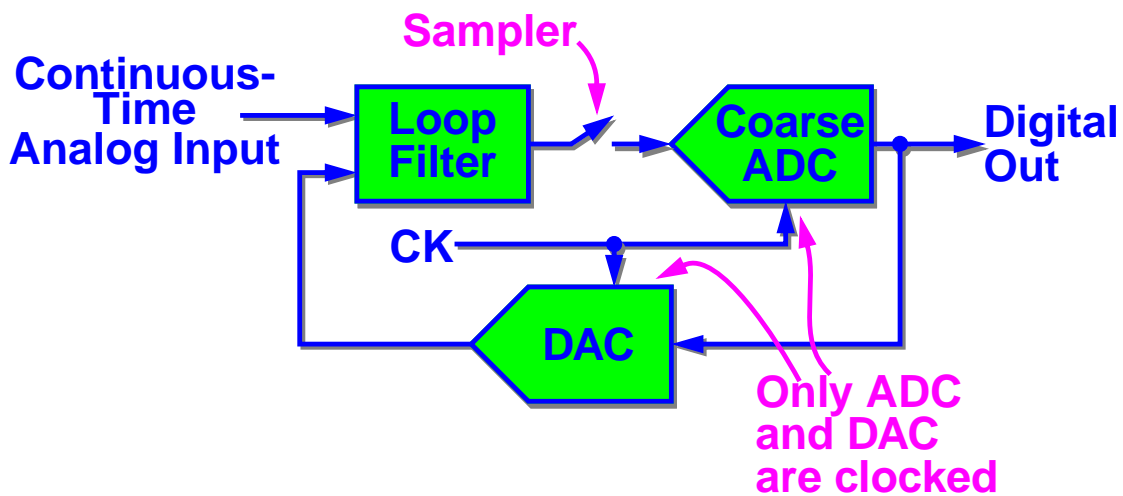 Sampler
Continuous-
Time
Analog Input
Loop
Filter
Coarse
ADC
Digital
Out
CK
DAC
Only ADC
and DAC
are clocked